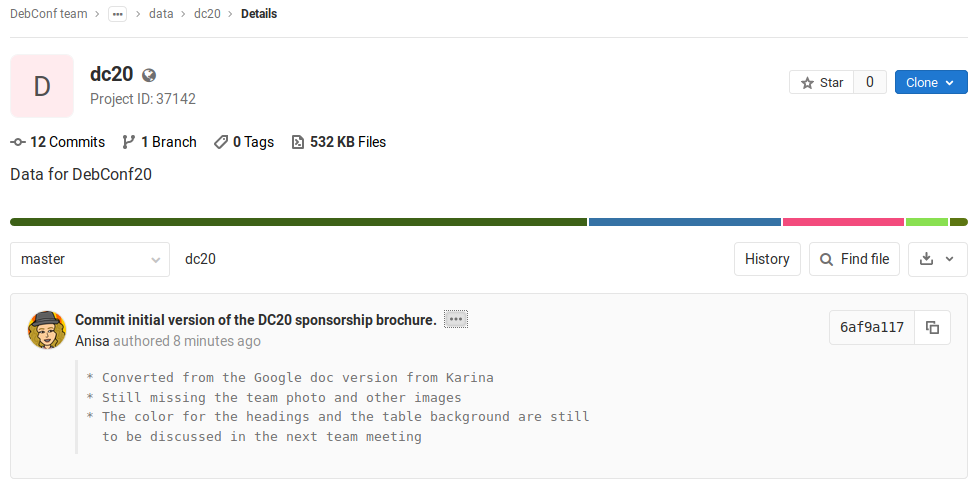 DebConf team > ··· > data > dc20 > Details
D
dc20
Project ID: 37142
Star 0
Clone
12 Commits 1 Branch 0 Tags 532 KB Files
Data for DebConf20
master
dc20
History
Find file
Commit initial version of the DC20 sponsorship brochure. ···
Anisa authored 8 minutes ago
6af9a117
* Converted from the Google doc version from Karina
* Still missing the team photo and other images
* The color for the headings and the table background are still
to be discussed in the next team meeting